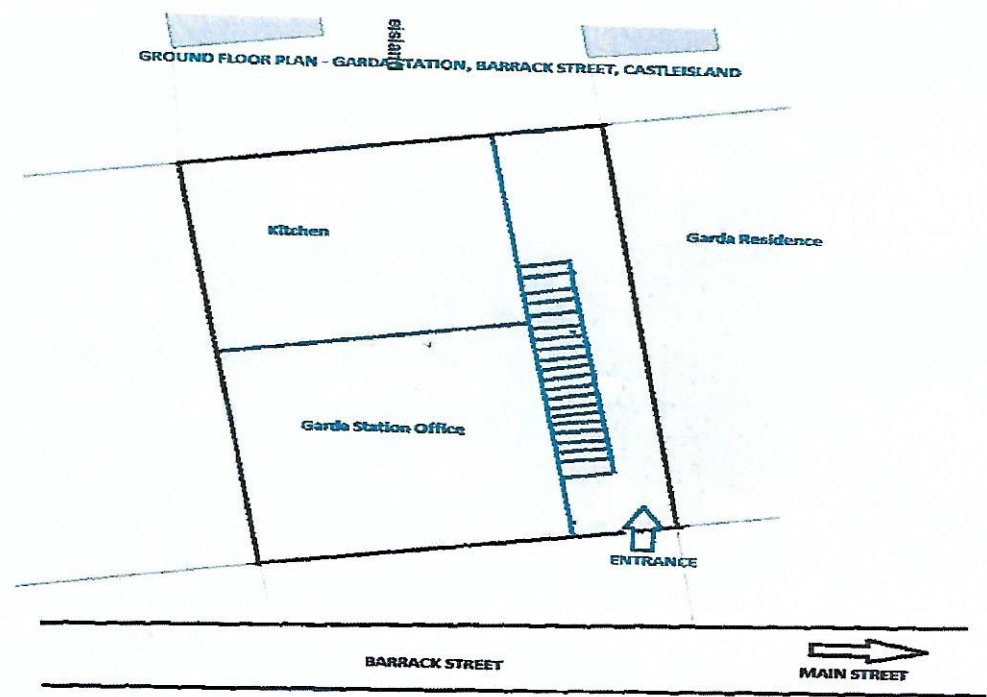 eisland
GROUND FLOOR PLAN - GARDA STATION, BARRACK STREET, CASTLEISLAND
Kitchen
Garda Residence
Garda Station Office
ENTRANCE
BARRACK STREET
MAIN STREET